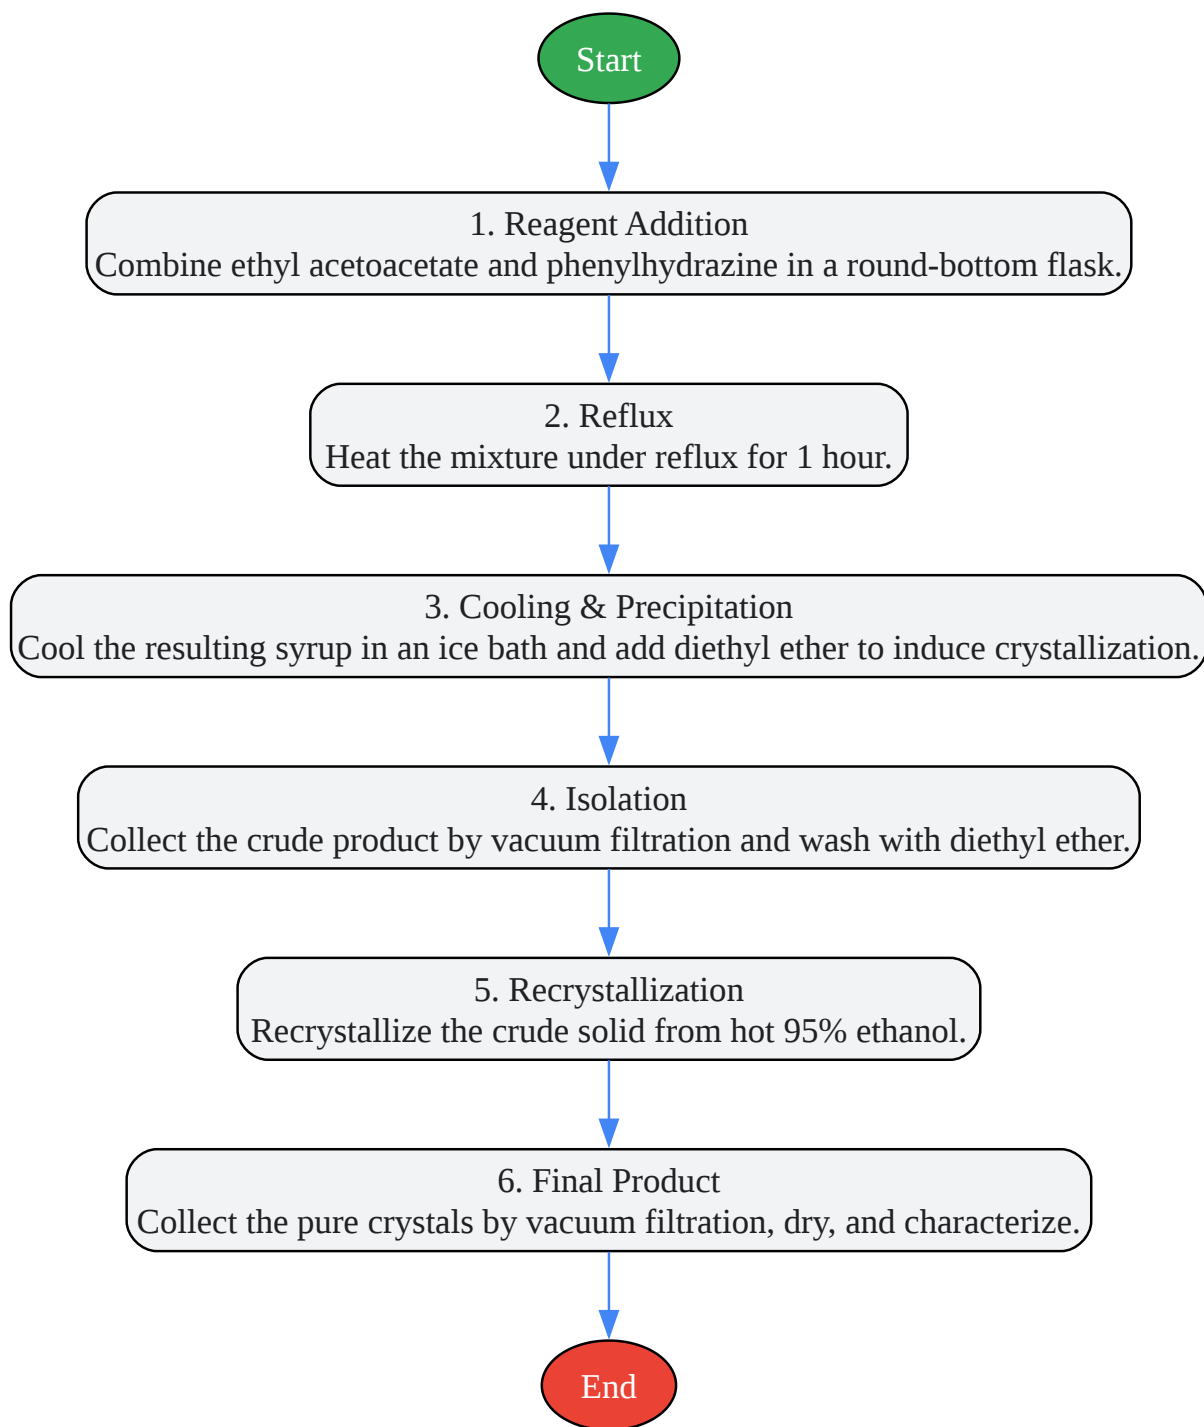 Start
1. Reagent Addition
Combine ethyl acetoacetate and phenylhydrazine in a round-bottom flask.
2. Reflux
Heat the mixture under reflux for 1 hour.
3. Cooling & Precipitation
Cool the resulting syrup in an ice bath and add diethyl ether to induce crystallization.
4. Isolation
Collect the crude product by vacuum filtration and wash with diethyl ether.
5. Recrystallization
Recrystallize the crude solid from hot 95% ethanol.
6. Final Product
Collect the pure crystals by vacuum filtration, dry, and characterize.
End